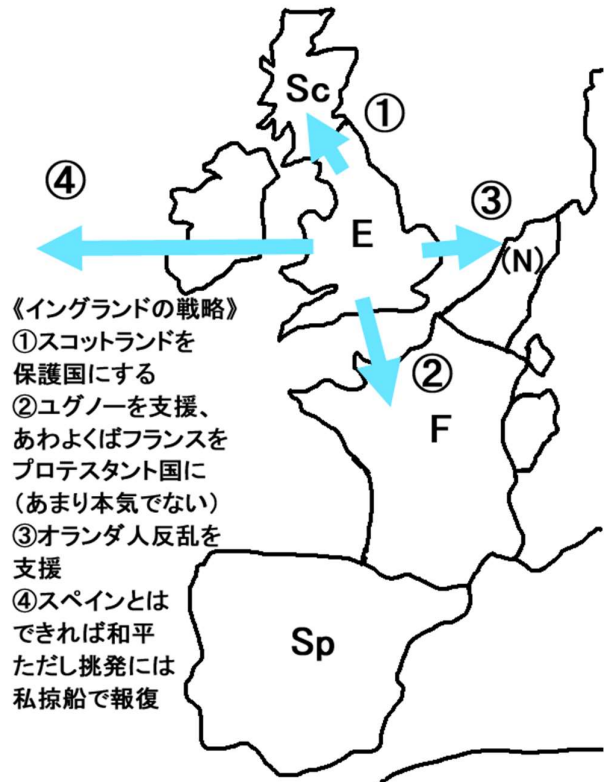 Sc
①
④
③
E
(N)
《イングランドの戦略》
①スコットランドを
保護国にする
②ユグノーを支援、
あわよくばフランスを
プロテスタント国に
(あまり本気でない)
③オランダ人反乱を
支援
④スペインとは
できれば和平
ただし挑発には
私掠船で報復
②
F
Sp